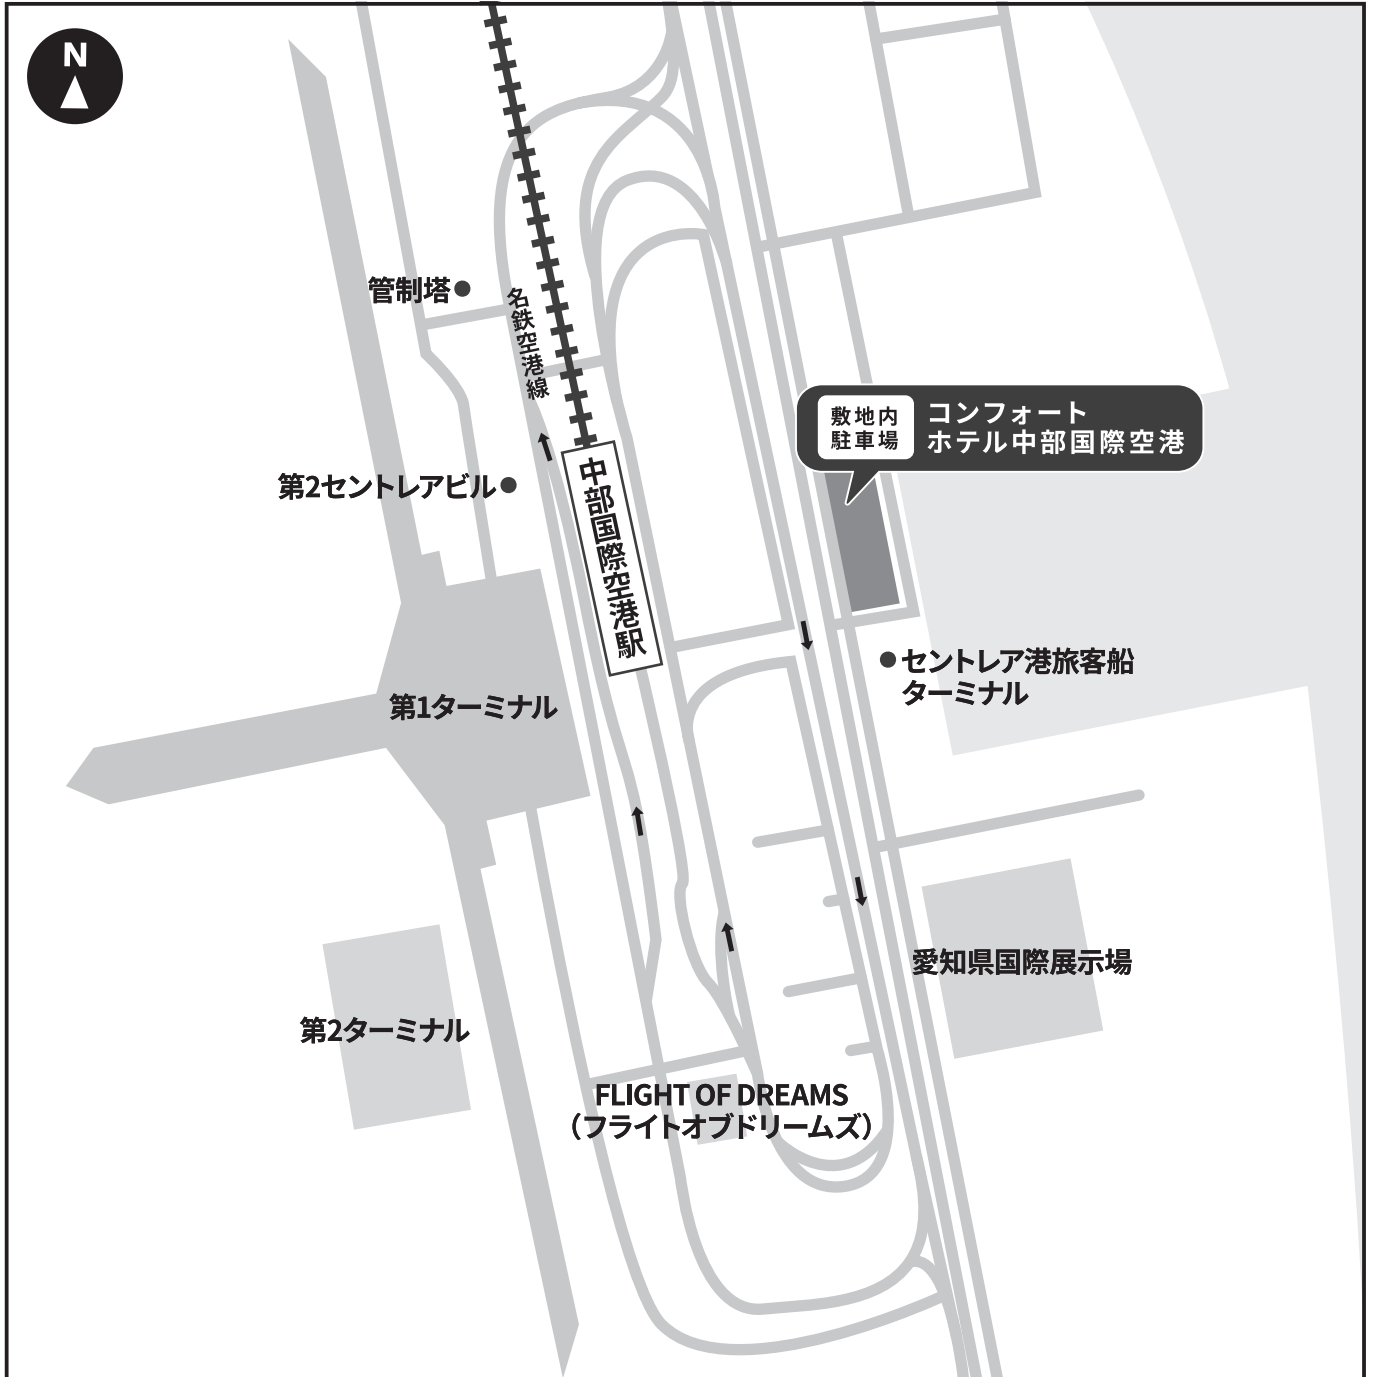 N
管制塔
名鉄空港線
敷地内
駐車場
コンフォート
ホテル中部国際空港
第2セントレアビル
中部国際空港駅
セントレア港旅客船
ターミナル
第1ターミナル
愛知県国際展示場
第2ターミナル
FLIGHT OF DREAMS
（フライトオブドリームズ）